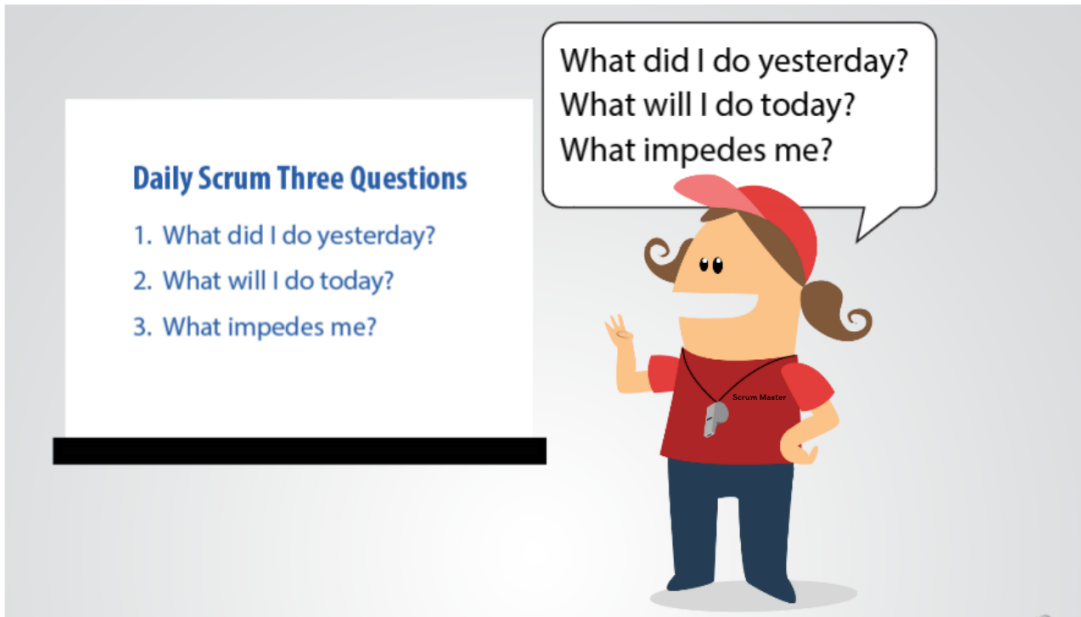 Daily Scrum Three Questions
1. What did I do yesterday?
2. What will I do today?
3. What impedes me?
What did I do yesterday?
What will I do today?
What impedes me?
Scrum Master